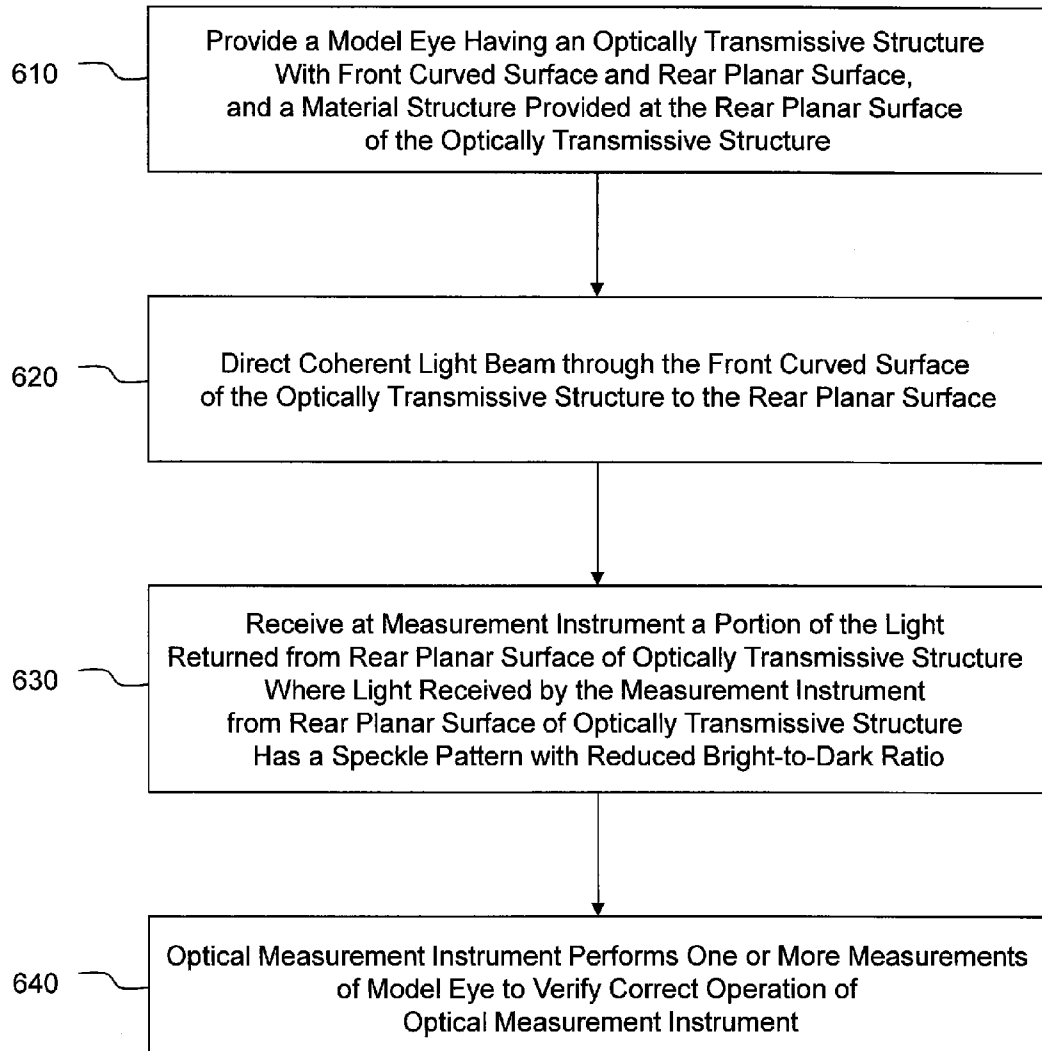 610
Provide a Model Eye Having an Optically Transmissive Structure
With Front Curved Surface and Rear Planar Surface,
and a Material Structure Provided at the Rear Planar Surface
of the Optically Transmissive Structure
620
Direct Coherent Light Beam through the Front Curved Surface
of the Optically Transmissive Structure to the Rear Planar Surface
630
Receive at Measurement Instrument a Portion of the Light
Returned from Rear Planar Surface of Optically Transmissive Structure
Where Light Received by the Measurement Instrument
from Rear Planar Surface of Optically Transmissive Structure
Has a Speckle Pattern with Reduced Bright-to-Dark Ratio
640
Optical Measurement Instrument Performs One or More Measurements
of Model Eye to Verify Correct Operation of
Optical Measurement Instrument